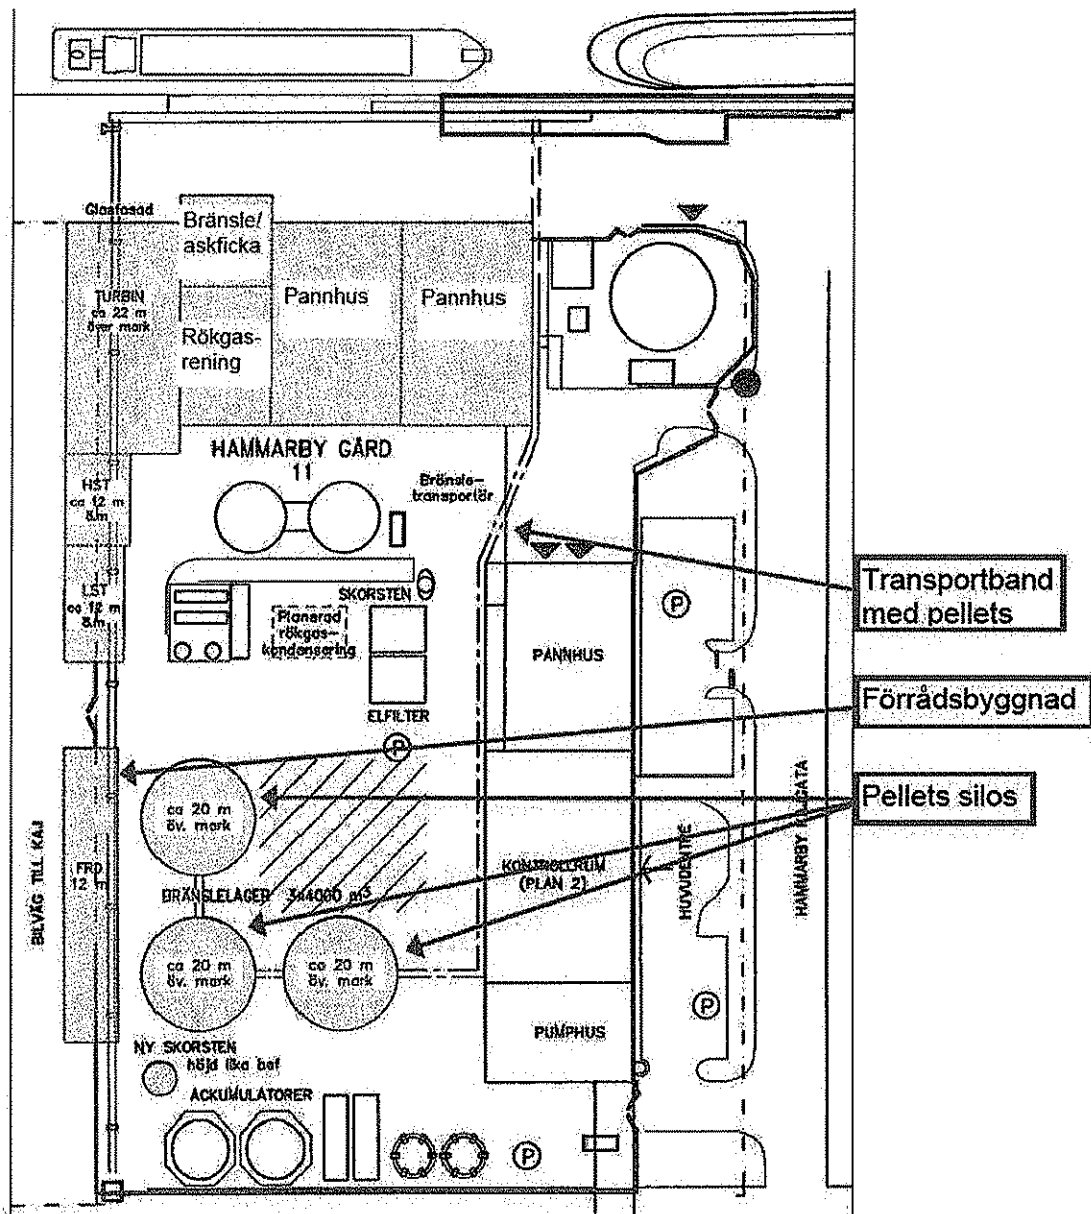 Glasfasad
Bränsle/
askficka
TURBIN
ca 22 m
över mark
Pannhus
Pannhus
Rökgas-
rening
HAMMARBY GÅRD
11
Bränsle-
transportör
HST
ca 12 m
ö.m
LST
ca 12 m
ö.m
SKORSTEN
Planerad
rökgas-
kondensering
ELFILTER
P
PANNHUS
P
Transportband
med pellets
Förrådsbyggnad
Pellets silos
ca 20 m
öv. mark
FRD
12 m
BRÄNSLELAGER 3x4000 m³
KONTROLLRUM
(PLAN 2)
HUVUDENTRÉ
HAMMARBY
BILVÄG TILL KAJ
ca 20 m
öv. mark
ca 20 m
öv. mark
PUMPHUS
P
NY SKORSTEN
höjd lika bef
ACKUMULATORER
P